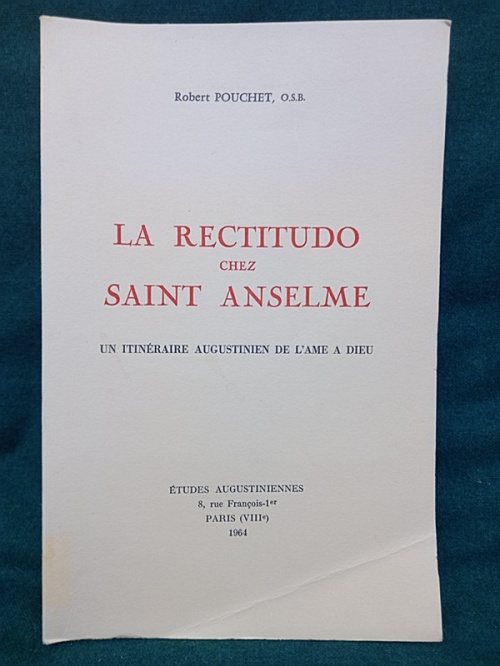 Robert POUCHET, O.S.B.
LA RECTITUDO
CHEZ
SAINT ANSELME
UN ITINÉRAIRE AUGUSTINIEN DE L'AME A DIEU
ÉTUDES AUGUSTINIENNES
8, rue François-1er
PARIS (VIIIe)
1964